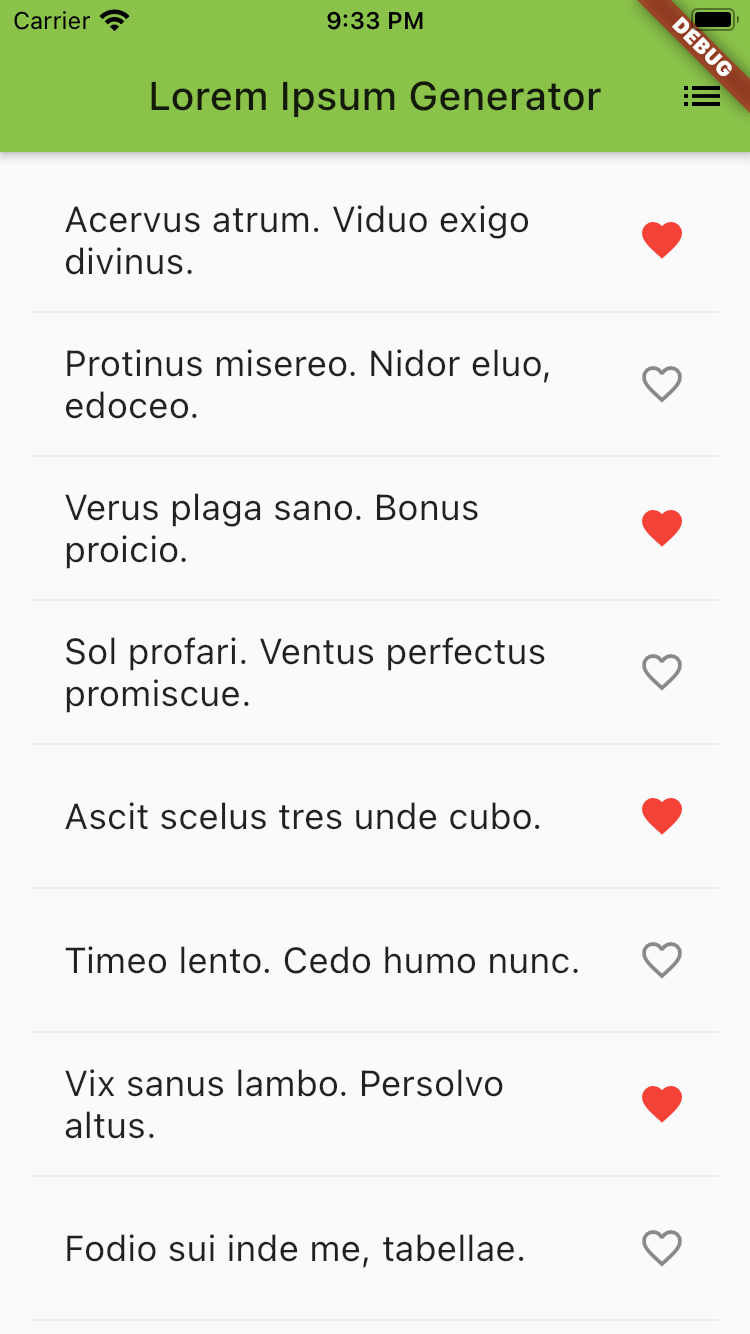 Carrier 9:33 PM
DEBUG
Lorem Ipsum Generator
Acervus atrum. Viduo exigo
divinus.
Protinus misereo. Nidor eluo,
edoceo.
Verus plaga sano. Bonus
proicio.
Sol profari. Ventus perfectus
promiscue.
Ascit scelus tres unde cubo.
Timeo lento. Cedo humo nunc.
Vix sanus lambo. Persolvo
altus.
Fodio sui inde me, tabellae.